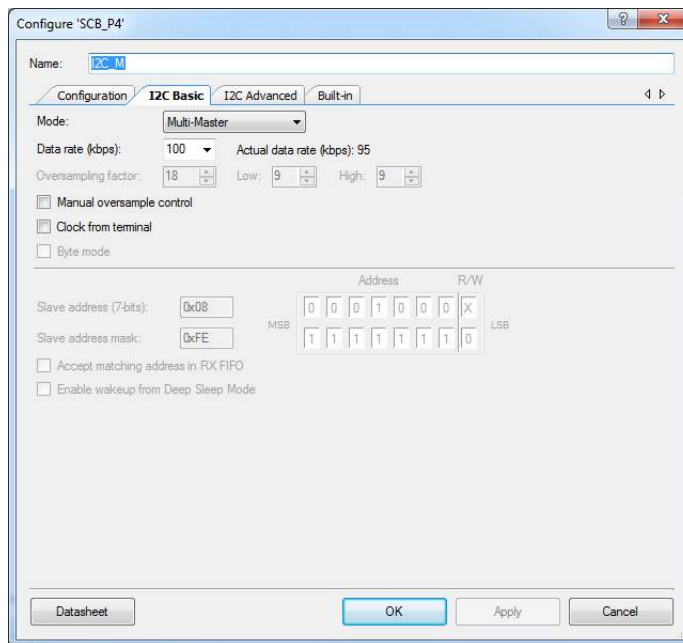 Configure 'SCB_P4'
Name: I2C_M
Configuration I2C Basic I2C Advanced Built-in
Mode: Multi-Master
Data rate (kbps): 100 Actual data rate (kbps): 95
Oversampling factor: 18 Low: 9 High: 9
Manual oversample control
Clock from terminal
Byte mode
Address R/W
Slave address (7-bits): 0x08 MSB 0 0 0 1 0 0 0 X LSB
Slave address mask: 0xFE 1 1 1 1 1 1 1 0
Accept matching address in RX FIFO
Enable wakeup from Deep Sleep Mode
Datasheet OK Apply Cancel